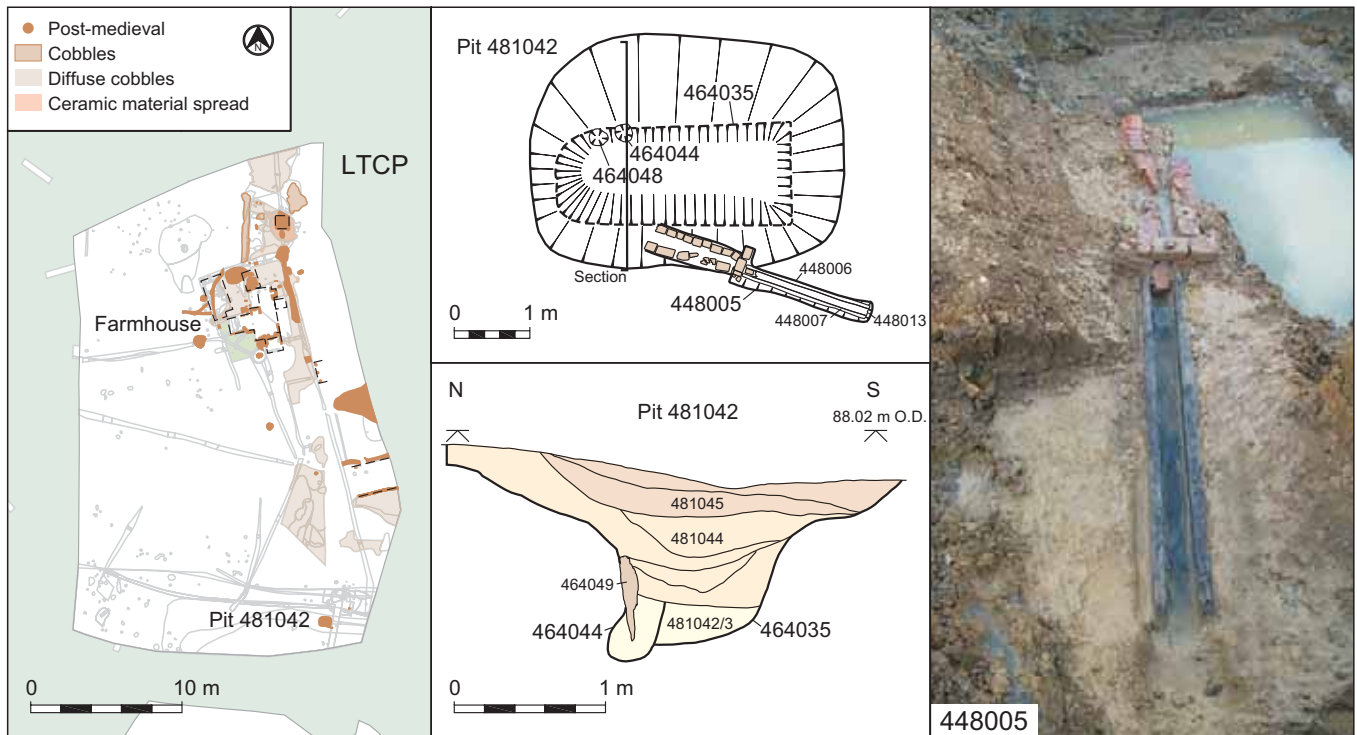 Post-medieval
Cobbles
Diffuse cobbles
Ceramic material spread
N
LTCP
Farmhouse
Pit 481042
0 10 m
Pit 481042
464035
464044
464048
Section
448006
448005
448007
448013
0 1 m
N S
Pit 481042
88.02 m O.D.
481045
481044
464049
464044
481042/3
464035
0 1 m
448005